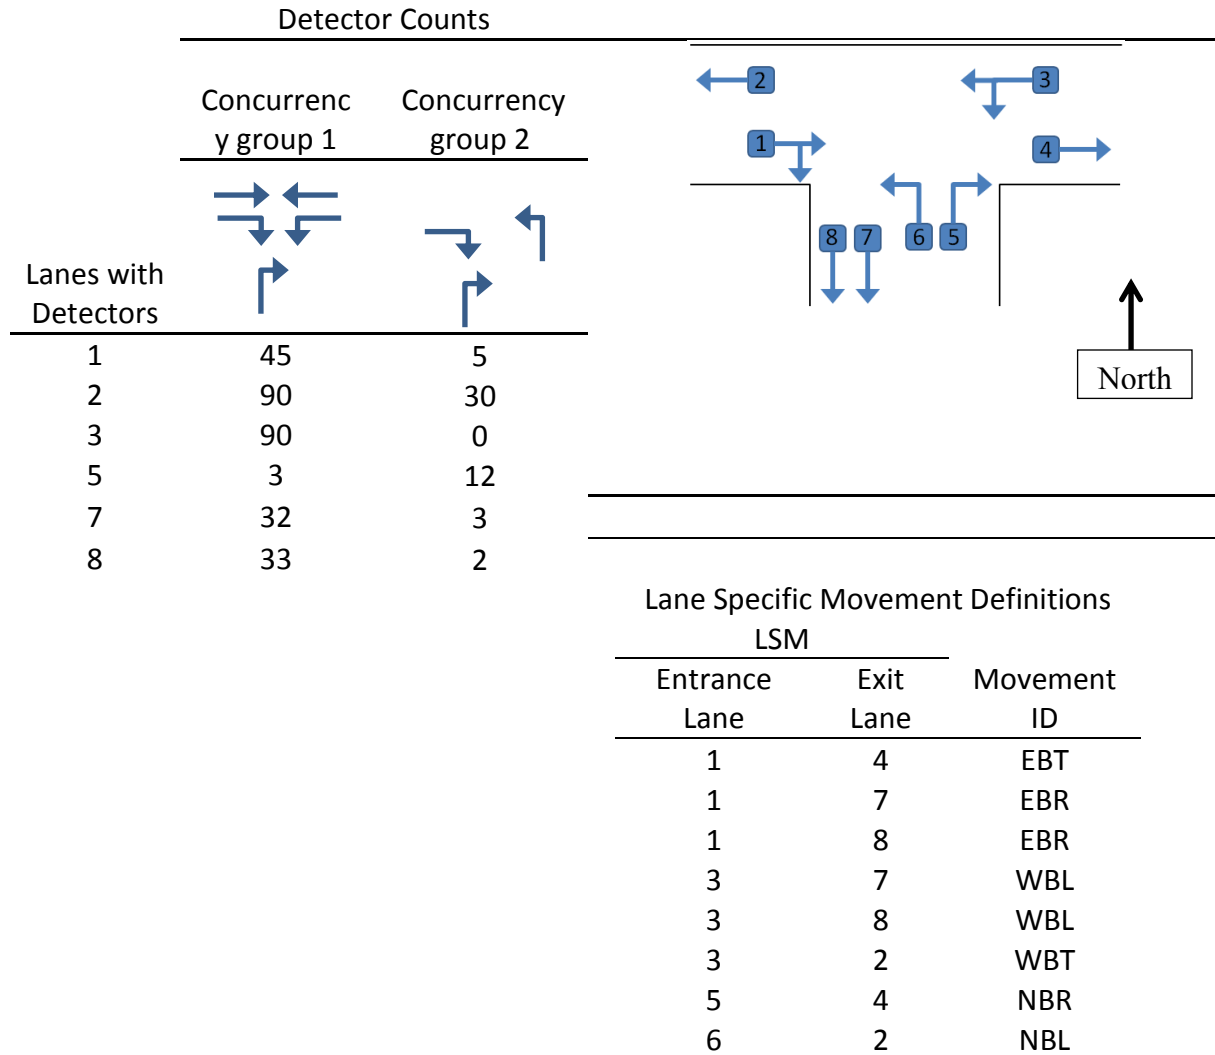 Detector Counts
Concurrenc
y group 1
Concurrency
group 2
Lanes with
Detectors
1 45 5
2 90 30
3 90 0
5 3 12
7 32 3
8 33 2
2
3
1
4
8
7
6
5
North
Lane Specific Movement Definitions
LSM
Entrance
Lane
Exit
Lane
Movement
ID
1 4 EBT
1 7 EBR
1 8 EBR
3 7 WBL
3 8 WBL
3 2 WBT
5 4 NBR
6 2 NBL